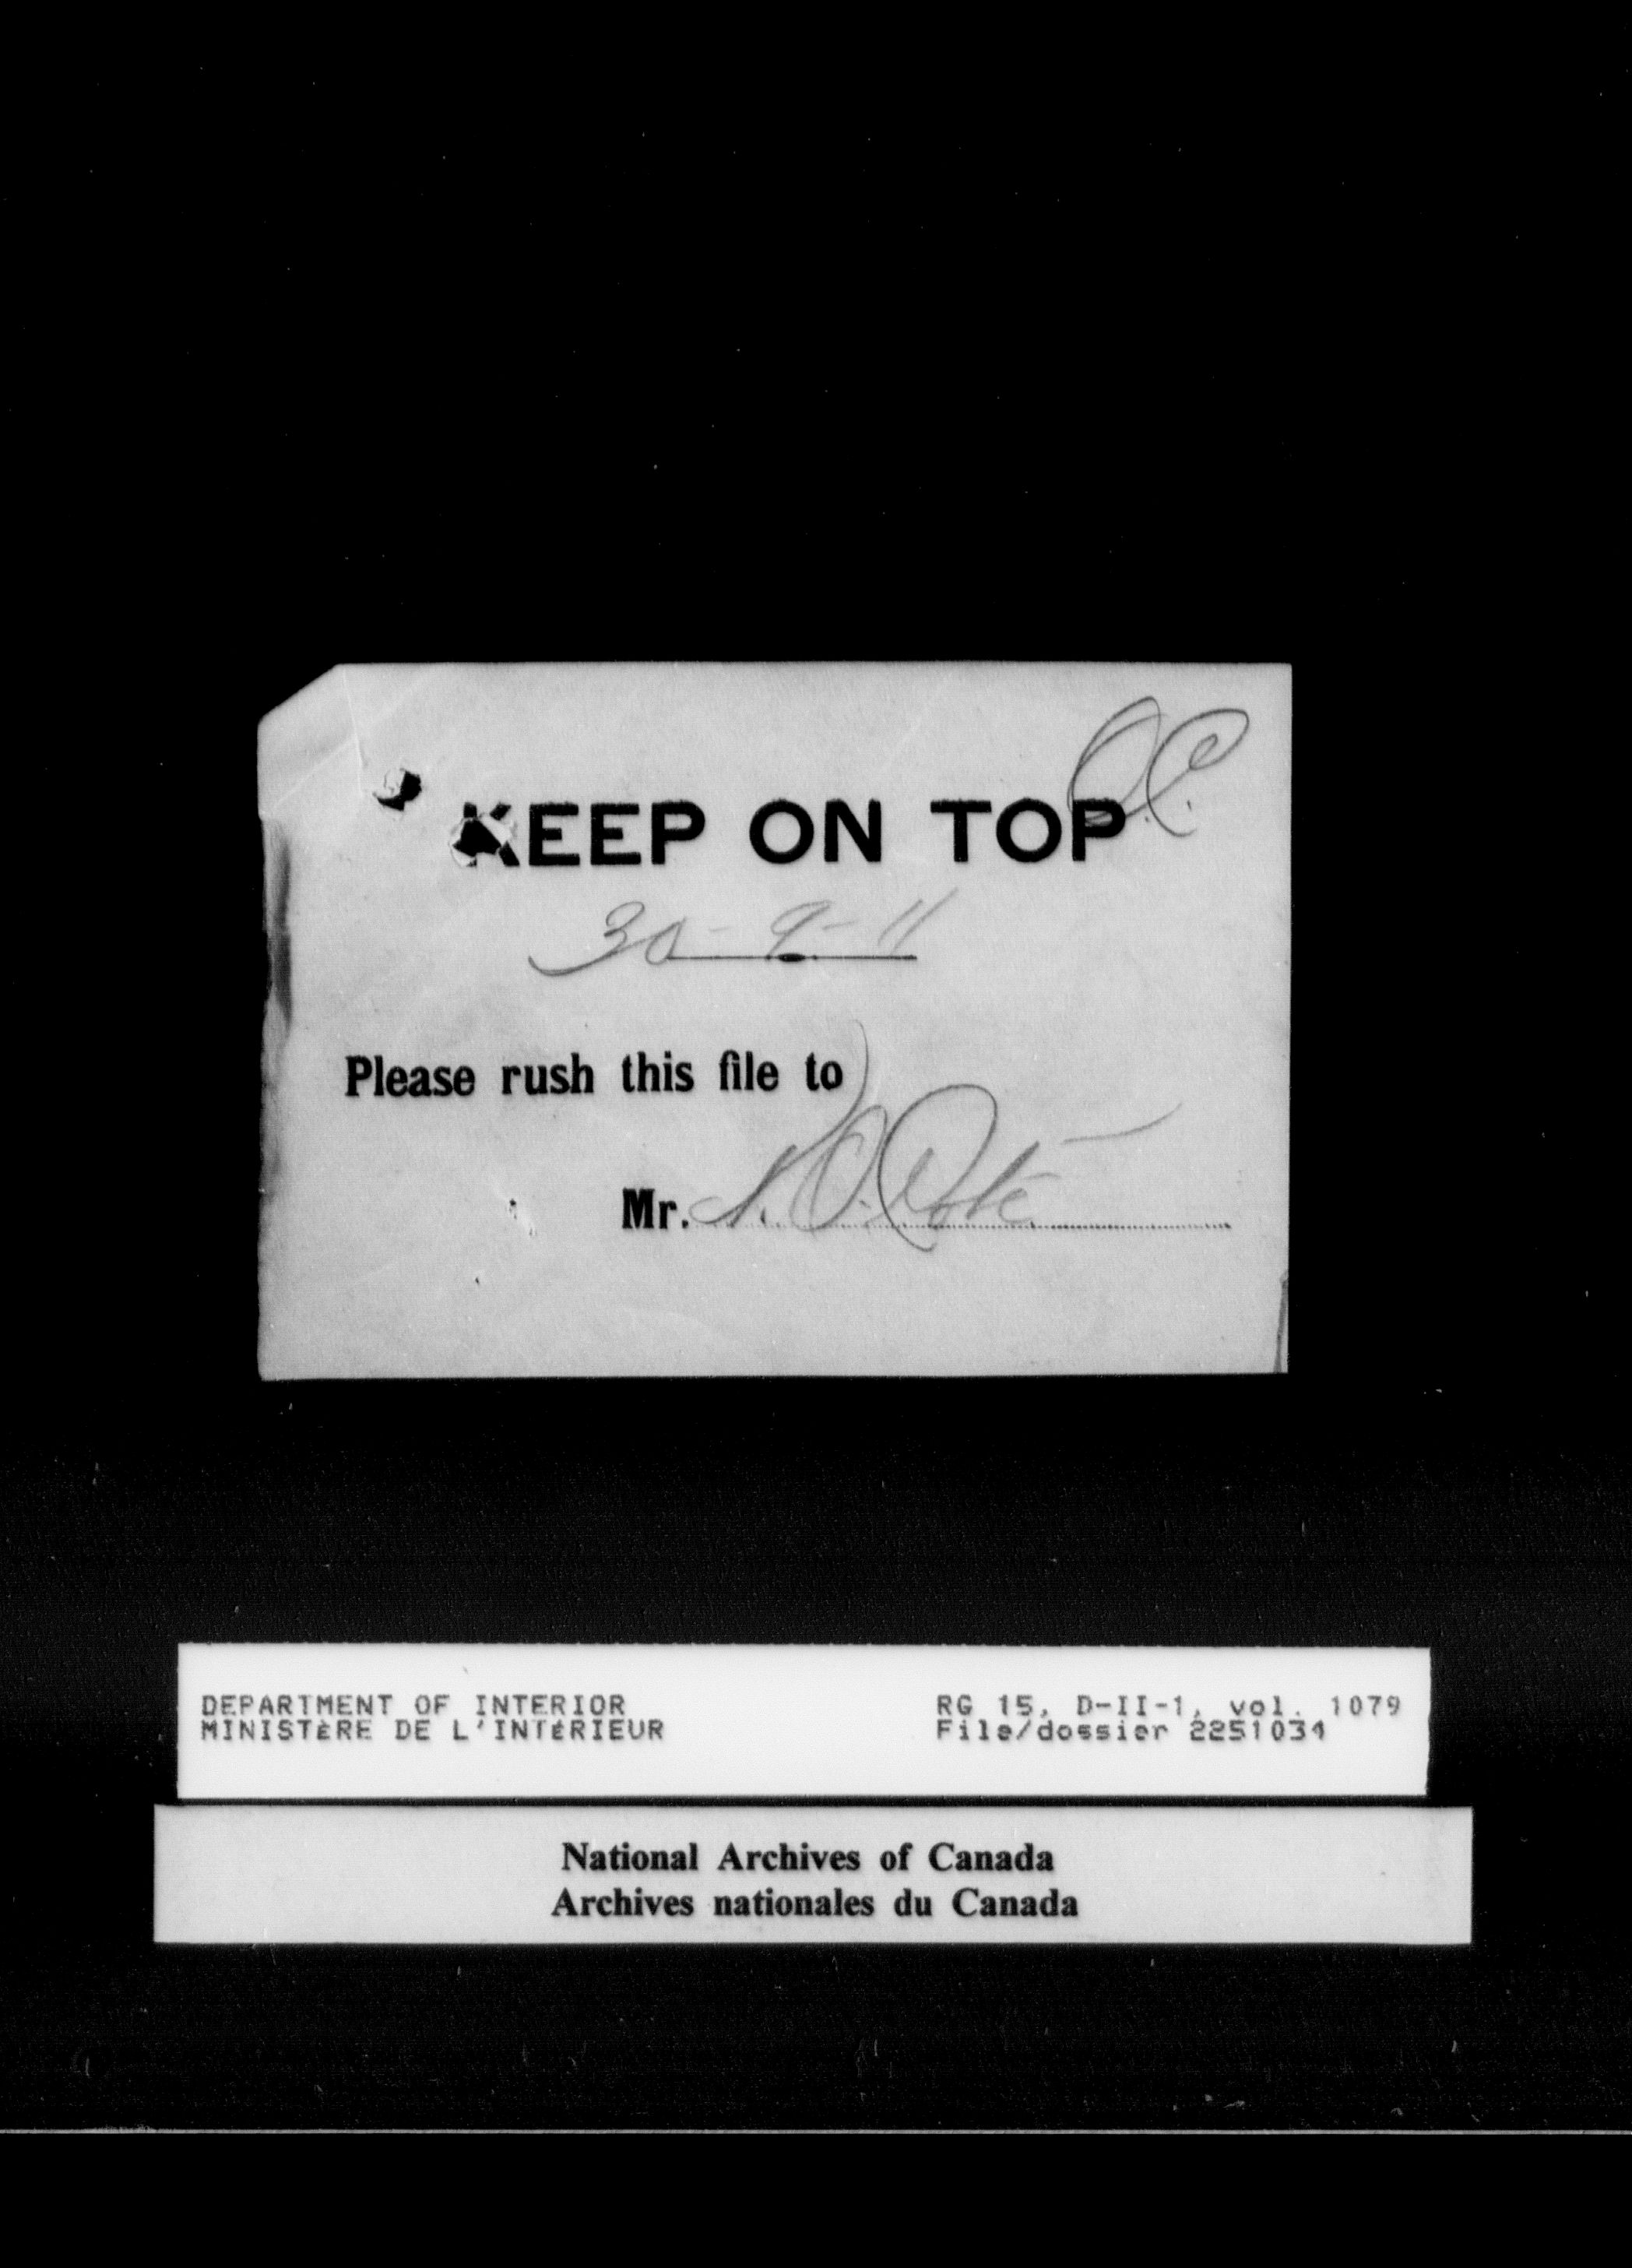 KEEP ON TOP
30-9-11
Please rush this file to
Mr. N. O. Coté
DEPARTMENT OF INTERIOR
MINISTÈRE DE L'INTÉRIEUR
RG 15, D-II-1, vol. 1079
File/dossier 2251034
National Archives of Canada
Archives nationales du Canada